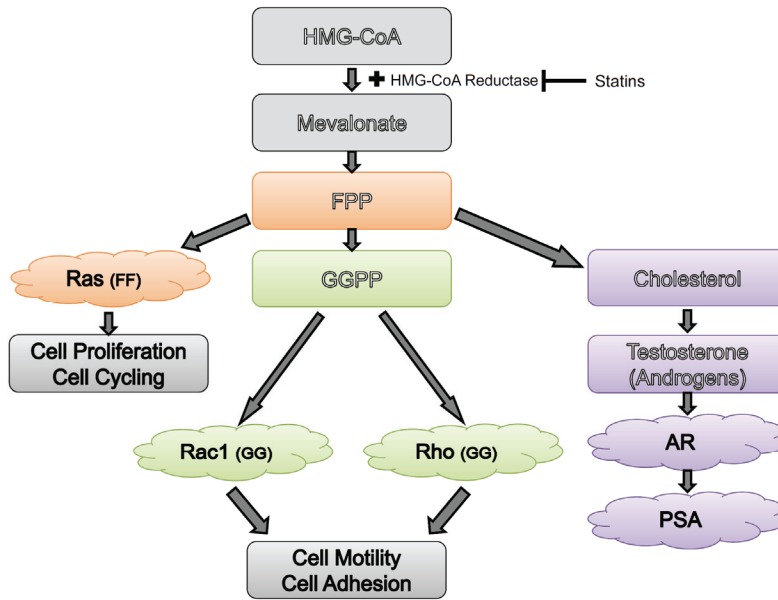 HMG-CoA
+ HMG-CoA Reductase Statins
Mevalonate
FPP
Ras (FF)
GGPP
Cholesterol
Cell Proliferation
Cell Cycling
Testosterone
(Androgens)
Rac1 (GG)
Rho (GG)
AR
PSA
Cell Motility
Cell Adhesion